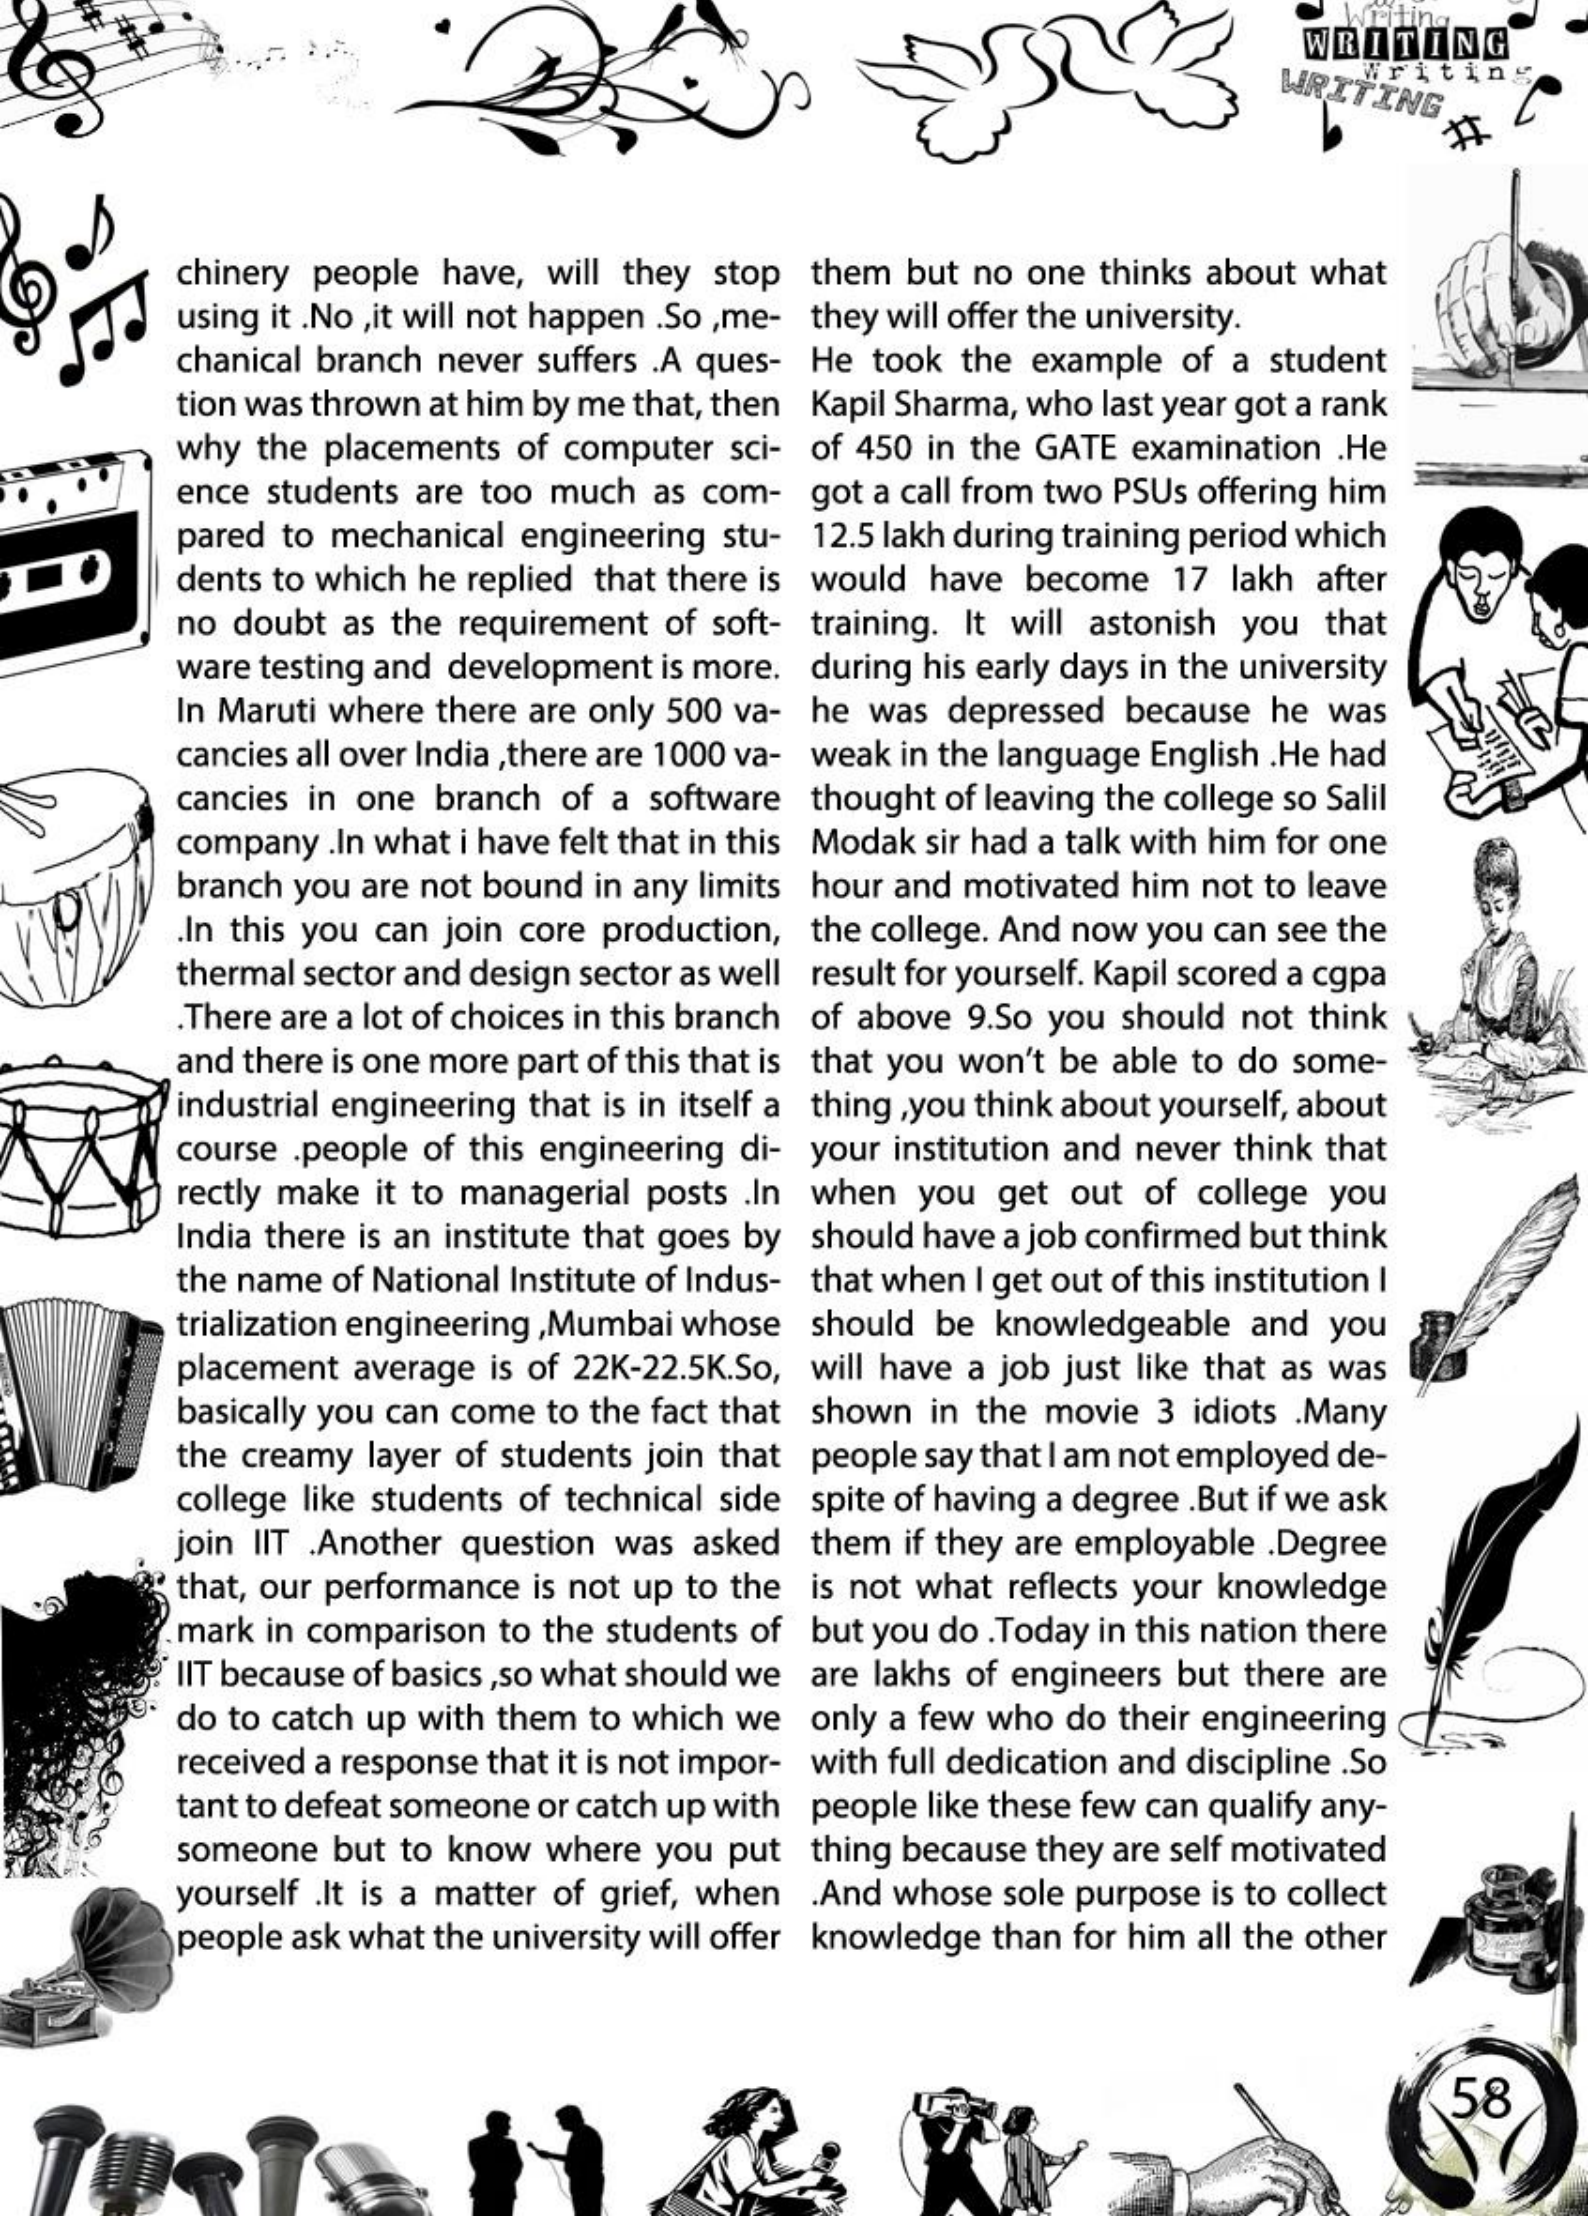 Writing
WRITING
Writing
WRITING
chinery people have, will they stop
using it .No ,it will not happen .So ,me-
chanical branch never suffers .A ques-
tion was thrown at him by me that, then
why the placements of computer sci-
ence students are too much as com-
pared to mechanical engineering stu-
dents to which he replied that there is
no doubt as the requirement of soft-
ware testing and development is more.
In Maruti where there are only 500 va-
cancies all over India ,there are 1000 va-
cancies in one branch of a software
company .In what i have felt that in this
branch you are not bound in any limits
.In this you can join core production,
thermal sector and design sector as well
.There are a lot of choices in this branch
and there is one more part of this that is
industrial engineering that is in itself a
course .people of this engineering di-
rectly make it to managerial posts .In
India there is an institute that goes by
the name of National Institute of Indus-
trialization engineering ,Mumbai whose
placement average is of 22K-22.5K.So,
basically you can come to the fact that
the creamy layer of students join that
college like students of technical side
join IIT .Another question was asked
that, our performance is not up to the
mark in comparison to the students of
IIT because of basics ,so what should we
do to catch up with them to which we
received a response that it is not impor-
tant to defeat someone or catch up with
someone but to know where you put
yourself .It is a matter of grief, when
people ask what the university will offer
them but no one thinks about what
they will offer the university.
He took the example of a student
Kapil Sharma, who last year got a rank
of 450 in the GATE examination .He
got a call from two PSUs offering him
12.5 lakh during training period which
would have become 17 lakh after
training. It will astonish you that
during his early days in the university
he was depressed because he was
weak in the language English .He had
thought of leaving the college so Salil
Modak sir had a talk with him for one
hour and motivated him not to leave
the college. And now you can see the
result for yourself. Kapil scored a cgpa
of above 9.So you should not think
that you won't be able to do some-
thing ,you think about yourself, about
your institution and never think that
when you get out of college you
should have a job confirmed but think
that when I get out of this institution I
should be knowledgeable and you
will have a job just like that as was
shown in the movie 3 idiots .Many
people say that I am not employed de-
spite of having a degree .But if we ask
them if they are employable .Degree
is not what reflects your knowledge
but you do .Today in this nation there
are lakhs of engineers but there are
only a few who do their engineering
with full dedication and discipline .So
people like these few can qualify any-
thing because they are self motivated
.And whose sole purpose is to collect
knowledge than for him all the other
58